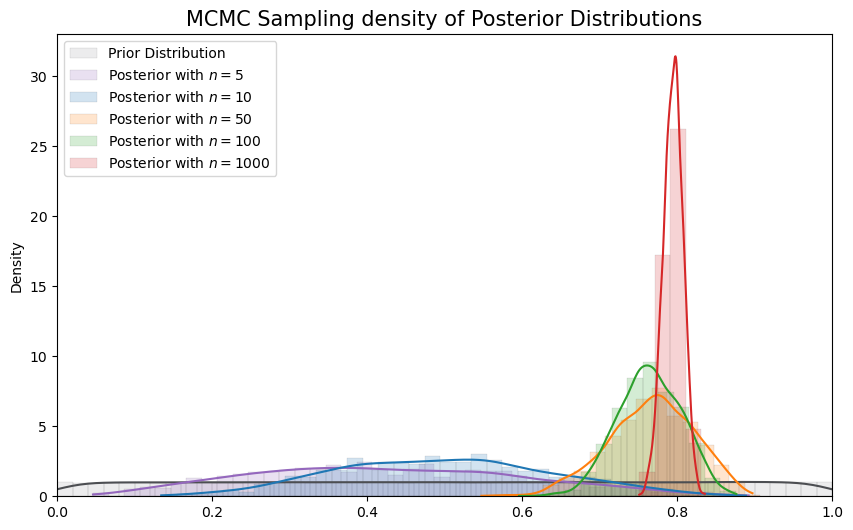 MCMC Sampling density of Posterior Distributions
Prior Distribution
Posterior with n = 5
Posterior with n = 10
Posterior with n = 50
Posterior with n = 100
Posterior with n = 1000
Density
30
25
20
15
10
5
0
0.0 0.2 0.4 0.6 0.8 1.0